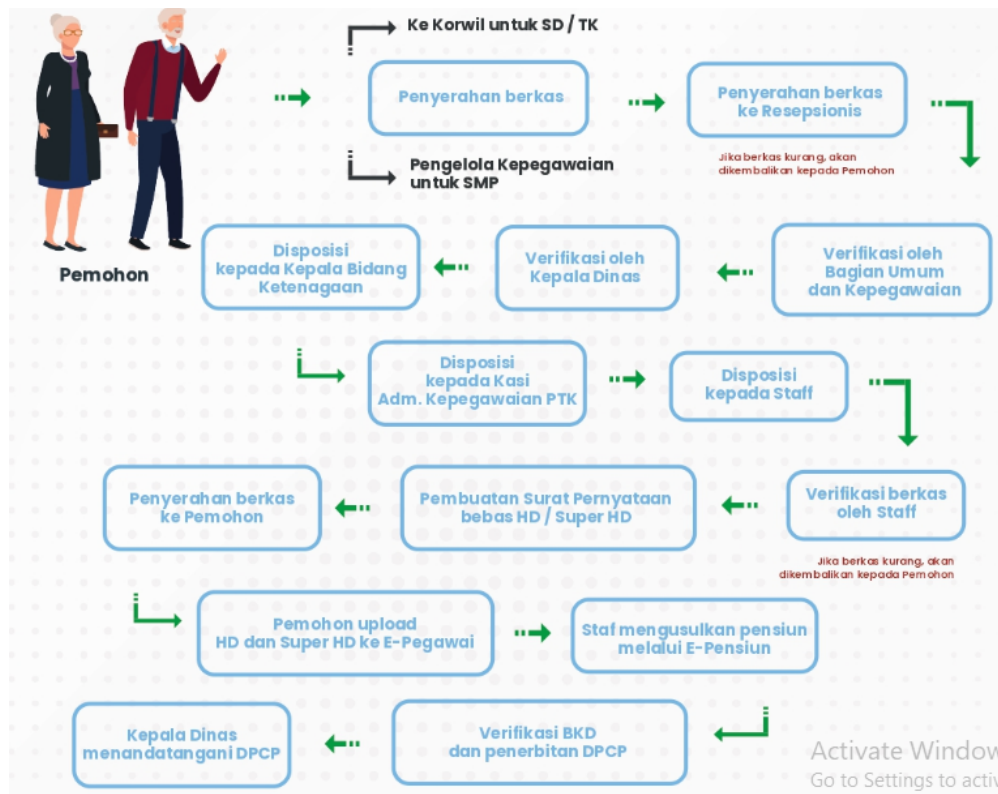 Ke Korwil untuk SD / TK
Penyerahan berkas
Penyerahan berkas
ke Resepsionis
Pengelola Kepegawaian
untuk SMP
Jika berkas kurang, akan
dikembalikan kepada Pemohon
Pemohon
Disposisi
kepada Kepala Bidang
Ketenagaan
Verifikasi oleh
Kepala Dinas
Verifikasi oleh
Bagian Umum
dan Kepegawaian
Disposisi
kepada Kasi
Adm. Kepegawaian PTK
Disposisi
kepada Staff
Penyerahan berkas
ke Pemohon
Pembuatan Surat Pernyataan
bebas HD / Super HD
Verifikasi berkas
oleh Staff
Jika berkas kurang, akan
dikembalikan kepada Pemohon
Pemohon upload
HD dan Super HD ke E-Pegawai
Staf mengusulkan pensiun
melalui E-Pensiun
Kepala Dinas
menandatangani DPCP
Verifikasi BKD
dan penerbitan DPCP
Activate Window
Go to Settings to activ